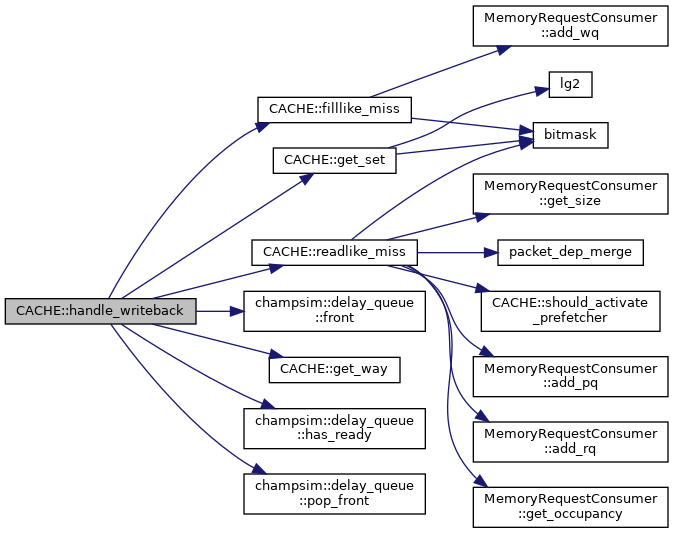 CACHE::handle_writeback
CACHE::filllike_miss
CACHE::get_set
CACHE::readlike_miss
champsim::delay_queue
::front
CACHE::get_way
champsim::delay_queue
::has_ready
champsim::delay_queue
::pop_front
MemoryRequestConsumer
::add_wq
lg2
bitmask
MemoryRequestConsumer
::get_size
packet_dep_merge
CACHE::should_activate
_prefetcher
MemoryRequestConsumer
::add_pq
MemoryRequestConsumer
::add_rq
MemoryRequestConsumer
::get_occupancy